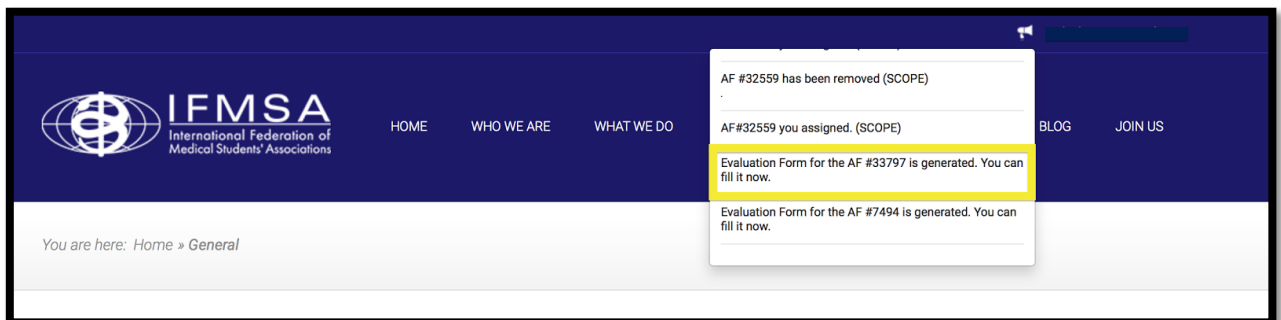 AF #32559 has been removed (SCOPE)
.
IFMSA
International Federation of
Medical Students' Associations
HOME WHO WE ARE WHAT WE DO
AF#32559 you assigned. (SCOPE)
BLOG JOIN US
Evaluation Form for the AF #33797 is generated. You can
fill it now.
Evaluation Form for the AF #7494 is generated. You can
fill it now.
You are here: Home » General